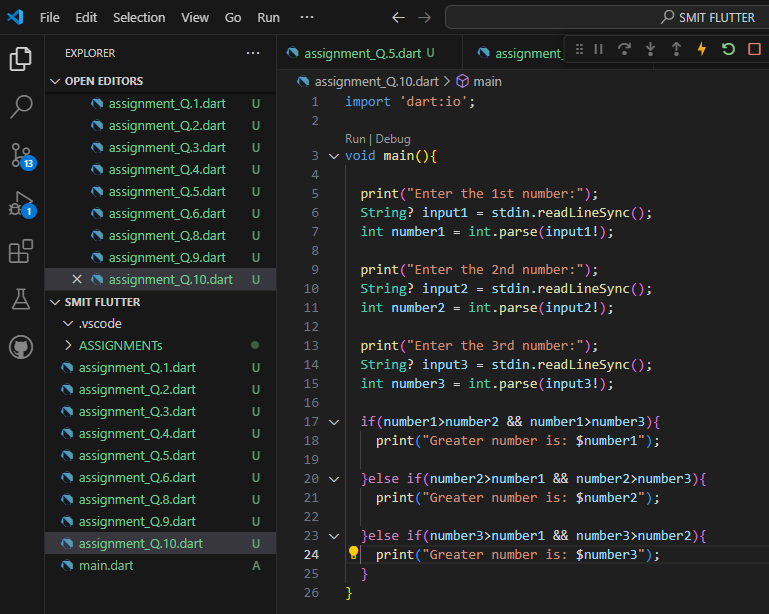 File Edit Selection View Go Run ··· SMIT FLUTTER
EXPLORER ···
OPEN EDITORS
assignment_Q.1.dart U
assignment_Q.2.dart U
assignment_Q.3.dart U
assignment_Q.4.dart U
assignment_Q.5.dart U
assignment_Q.6.dart U
assignment_Q.8.dart U
assignment_Q.9.dart U
assignment_Q.10.dart U
SMIT FLUTTER
.vscode
ASSIGNMENTs
assignment_Q.1.dart U
assignment_Q.2.dart U
assignment_Q.3.dart U
assignment_Q.4.dart U
assignment_Q.5.dart U
assignment_Q.6.dart U
assignment_Q.8.dart U
assignment_Q.9.dart U
assignment_Q.10.dart U
main.dart A
13
1
assignment_Q.5.dart U assignment_
assignment_Q.10.dart > main
1 import 'dart:io';
2
Run | Debug
3 void main(){
4
5 print("Enter the 1st number:");
6 String? input1 = stdin.readLineSync();
7 int number1 = int.parse(input1!);
8
9 print("Enter the 2nd number:");
10 String? input2 = stdin.readLineSync();
11 int number2 = int.parse(input2!);
12
13 print("Enter the 3rd number:");
14 String? input3 = stdin.readLineSync();
15 int number3 = int.parse(input3!);
16
17 if(number1>number2 && number1>number3){
18 print("Greater number is: $number1");
19
20 }else if(number2>number1 && number2>number3){
21 print("Greater number is: $number2");
22
23 }else if(number3>number1 && number3>number2){
24 print("Greater number is: $number3");
25 }
26 }